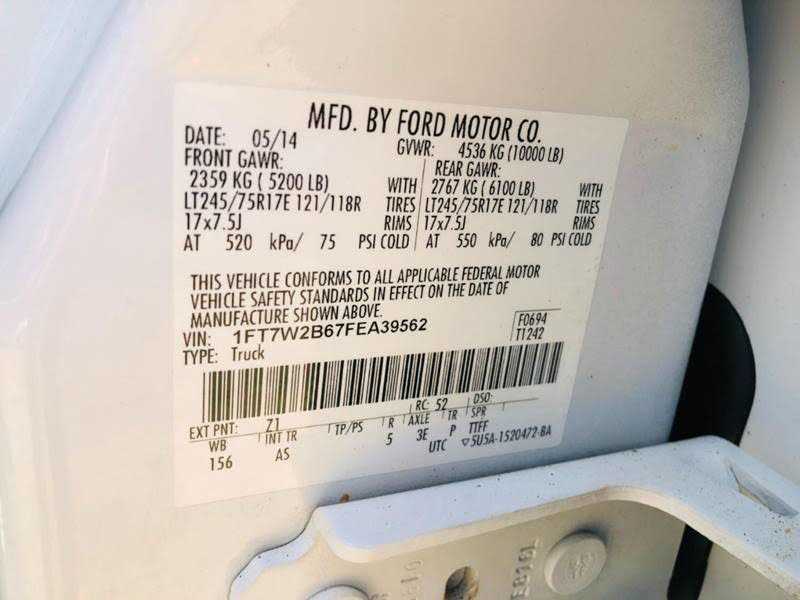 MFD. BY FORD MOTOR CO.
DATE: 05/14 GVWR: 4536 KG (10000 LB)
FRONT GAWR: REAR GAWR:
2359 KG ( 5200 LB) WITH 2767 KG ( 6100 LB) WITH
LT245/75R17E 121/118R TIRES LT245/75R17E 121/118R TIRES
17x7.5J RIMS 17x7.5J RIMS
AT 520 kPa/ 75 PSI COLD AT 550 kPa/ 80 PSI COLD
THIS VEHICLE CONFORMS TO ALL APPLICABLE FEDERAL MOTOR
VEHICLE SAFETY STANDARDS IN EFFECT ON THE DATE OF
MANUFACTURE SHOWN ABOVE.
VIN: 1FT7W2B67FEA39562 F0694
TYPE: Truck T1242
RC: 52 DSO:
EXT PNT: Z1
WB INT TR TP/PS R AXLE TR SPR
156 AS 5 3E P TTFF
UTC ▽5U5A-1520472-BA